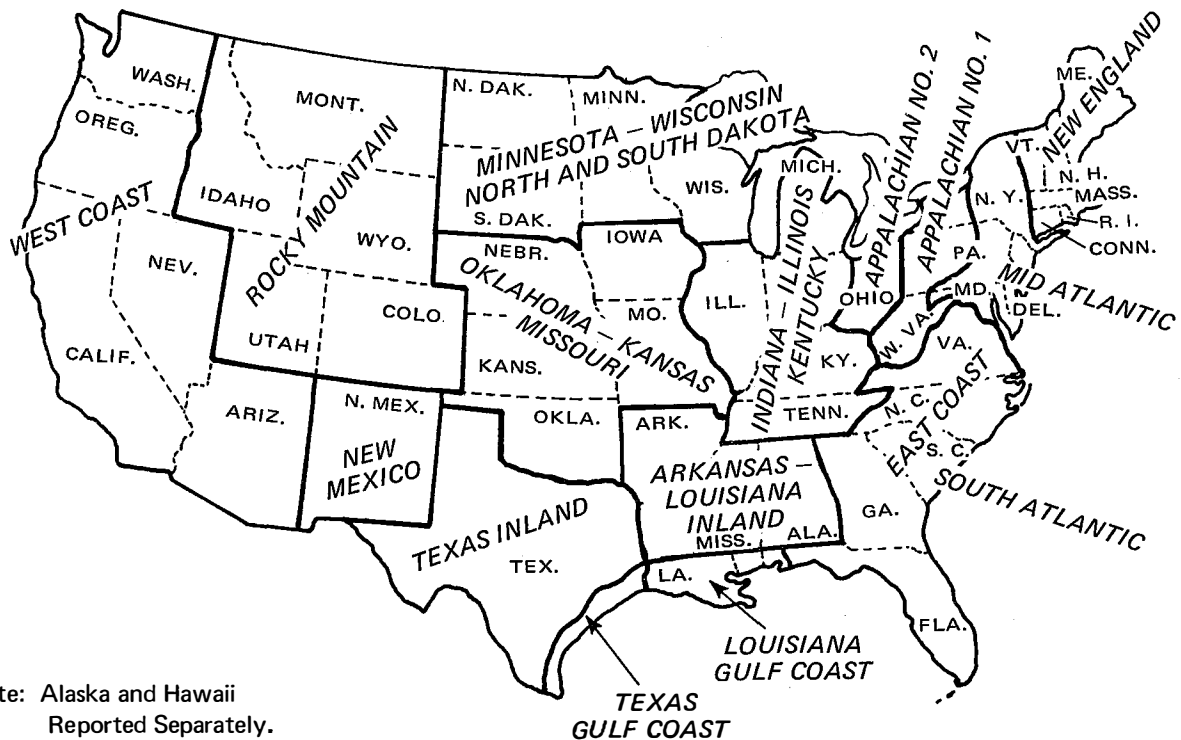 WASH.
OREG.
WEST COAST
NEV.
CALIF.
ARIZ.
MONT.
IDAHO
ROCKY MOUNTAIN
WYO.
UTAH
COLO.
N. MEX.
NEW
MEXICO
N. DAK.
MINN.
MINNESOTA – WISCONSIN
NORTH AND SOUTH DAKOTA
S. DAK.
WIS.
NEBR.
IOWA
OKLAHOMA – KANSAS
MISSOURI
MO.
KANS.
OKLA.
TEXAS INLAND
TEX.
MICH.
ILL.
INDIANA – ILLINOIS
KENTUCKY
KY.
TENN.
OHIO
APPALACHIAN NO. 2
APPALACHIAN NO. 1
W. VA.
ARK.
ARKANSAS –
LOUISIANA
INLAND
MISS.
ALA.
LA.
LOUISIANA
GULF COAST
TEXAS
GULF COAST
ME.
NEW ENGLAND
VT.
N. H.
N. Y.
MASS.
R. I.
CONN.
PA.
MD.
DEL.
MID ATLANTIC
VA.
N. C.
S. C.
EAST COAST
SOUTH ATLANTIC
GA.
FLA.
te: Alaska and Hawaii
Reported Separately.